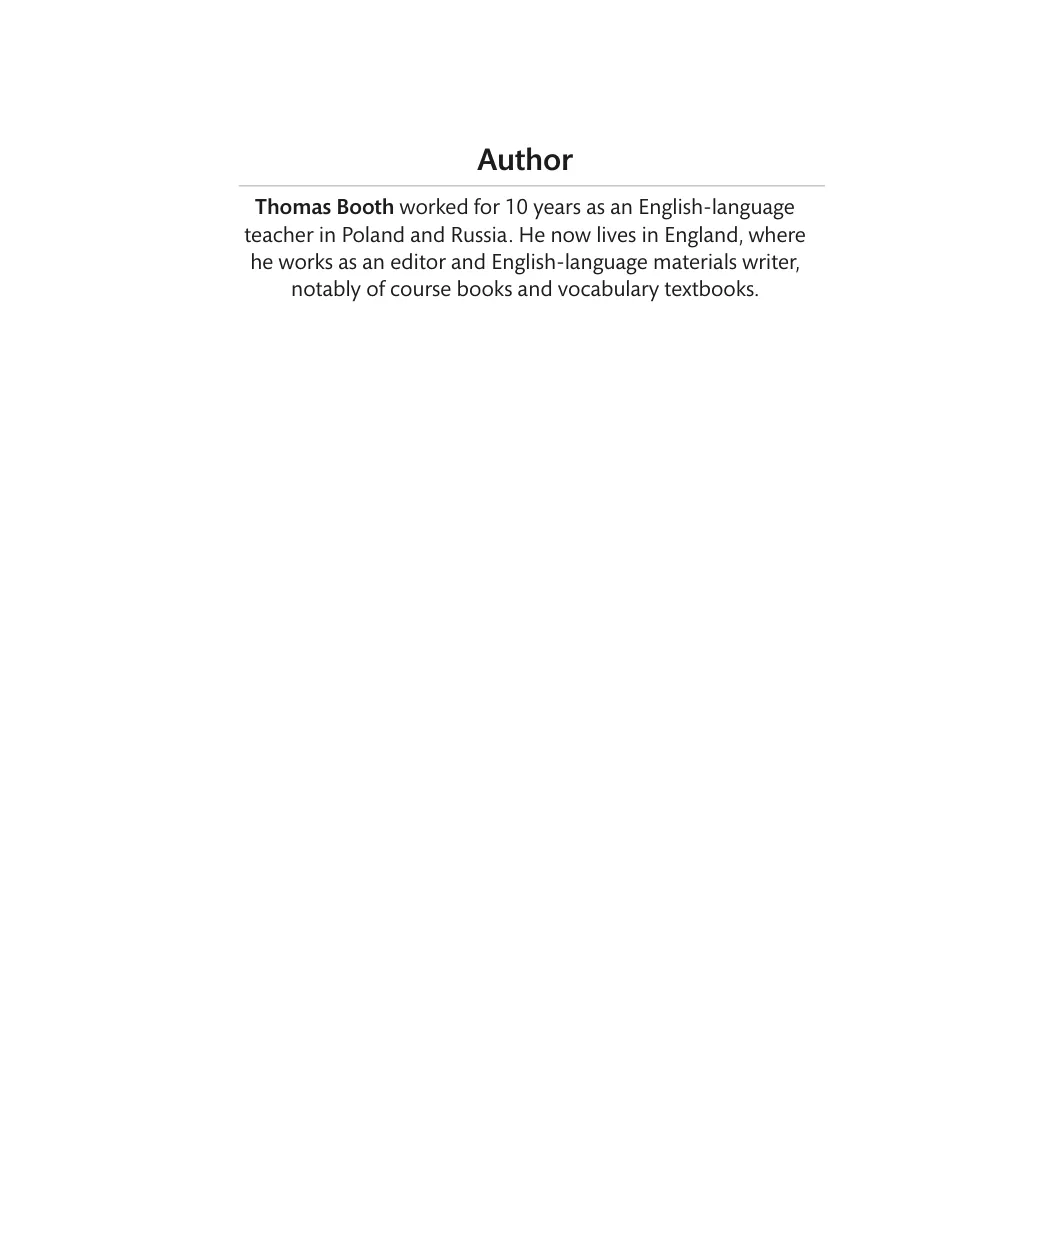 Author
Thomas Booth worked for 10 years as an English-language
teacher in Poland and Russia. He now lives in England, where
he works as an editor and English-language materials writer,
notably of course books and vocabulary textbooks.